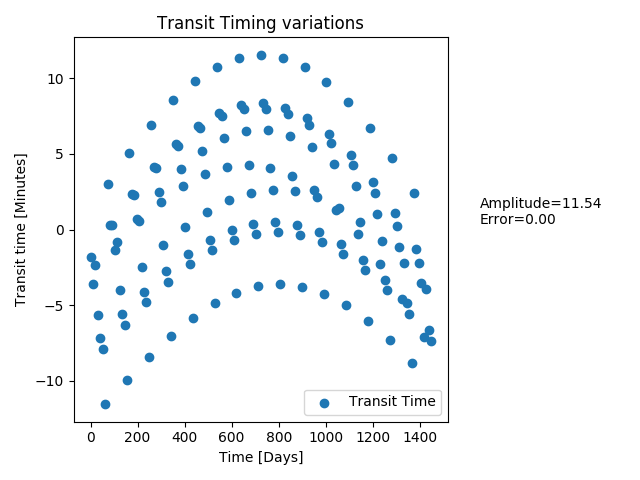 Transit Timing variations
Transit time [Minutes]
10
5
0
−5
−10
Amplitude=11.54
Error=0.00
Transit Time
0 200 400 600 800 1000 1200 1400
Time [Days]